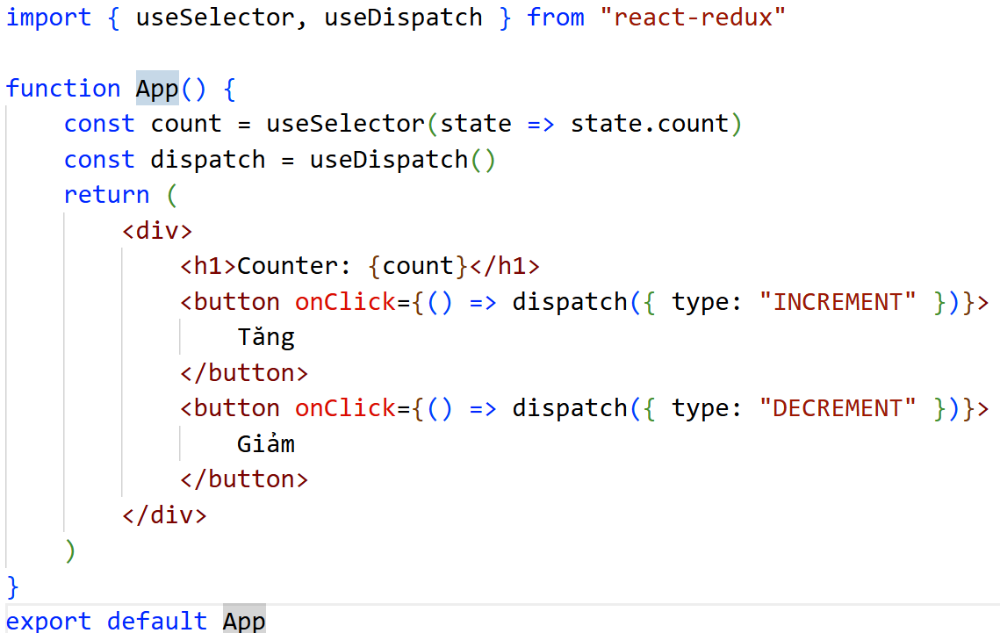 import { useSelector, useDispatch } from "react-redux"

function App() {
    const count = useSelector(state => state.count)
    const dispatch = useDispatch()
    return (
        <div>
            <h1>Counter: {count}</h1>
            <button onClick={() => dispatch({ type: "INCREMENT" })}>
                Tăng
            </button>
            <button onClick={() => dispatch({ type: "DECREMENT" })}>
                Giảm
            </button>
        </div>
    )
}
export default App